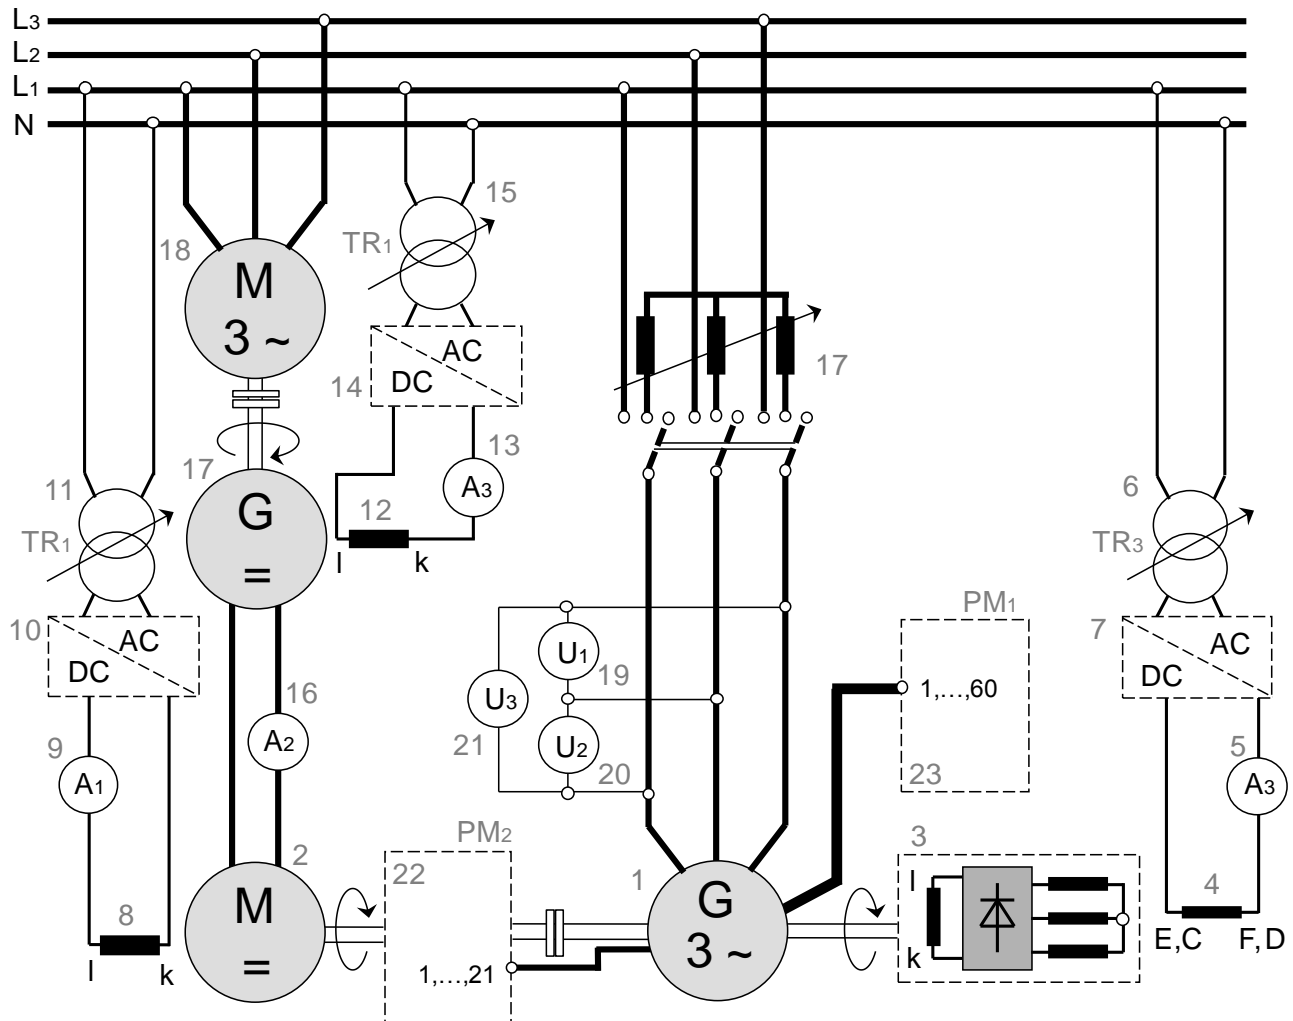 L3
L2
L1
N
15
18
TR1
M
3 ~
AC
DC
14
17
13
17
G
=
A3
12
l
k
11
TR1
6
TR3
10
AC
DC
PM1
7
AC
DC
U1
19
1,...,60
U3
16
A2
21
U2
20
23
9
A1
5
A3
PM2
3
2
22
1
M
=
G
3 ~
l
k
4
8
E,C
F,D
l
k
1,...,21